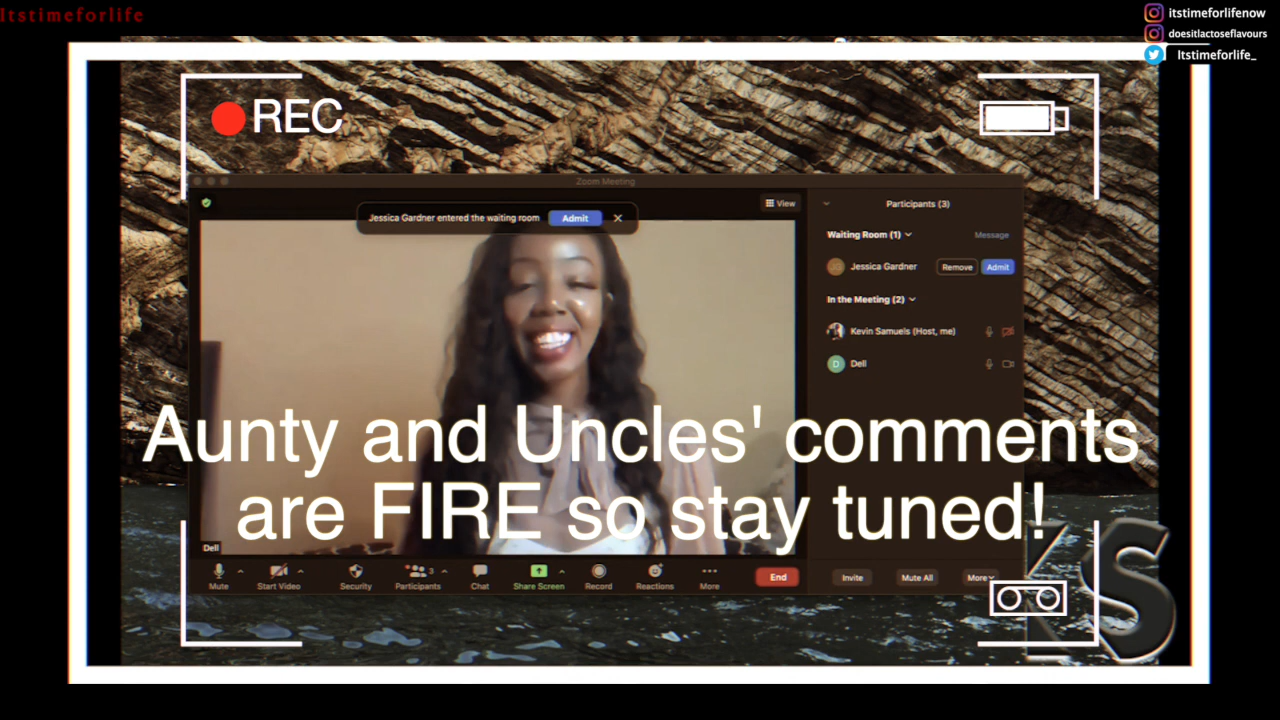 Itstimeforlife
itstimeforlifenow
doesitlactoseflavours
Itstimeforlife_
REC
Zoom Meeting
Jessica Gardner entered the waiting room Admit
View
Participants (3)
Waiting Room (1) Message
Jessica Gardner Remove Admit
In the Meeting (2)
Kevin Samuels (Host, me)
D Dell
Aunty and Uncles' comments
are FIRE so stay tuned!
Dell
Mute Start Video Security Participants 3 Chat Share Screen Record Reactions More End
Invite Mute All More
KS